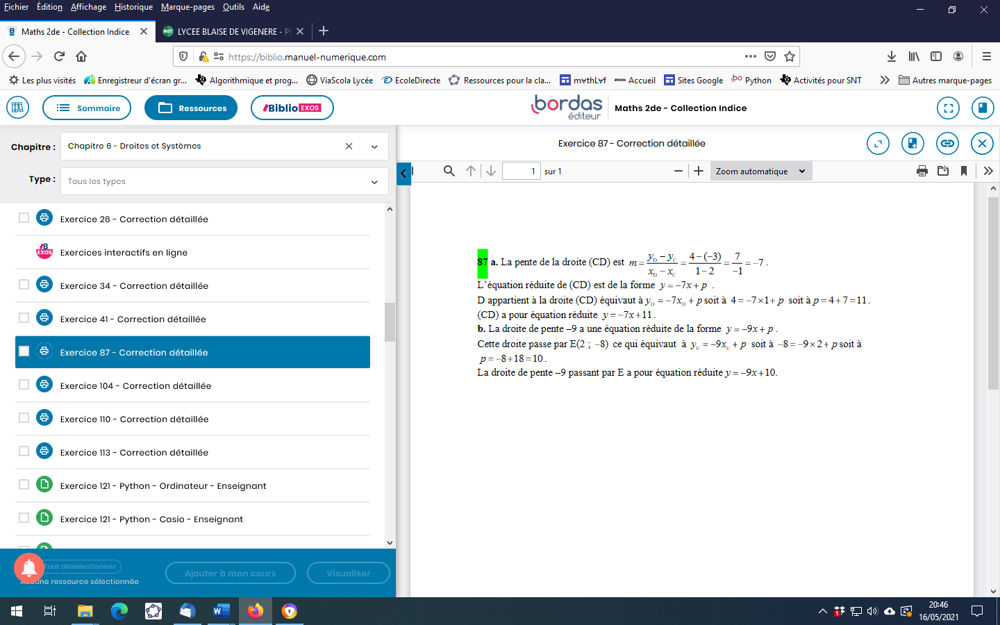 Fichier Édition Affichage Historique Marque-pages Outils Aide
Maths 2de - Collection Indice
LYCEE BLAISE DE VIGENERE - P
https://biblio.manuel-numerique.com
Les plus visités Enregistreur d'écran gr... Algorithmique et prog... ViaScola Lycée EcoleDirecte Ressources pour la cla... m∀thL∀f Accueil Sites Google Python Activités pour SNT Autres marque-pages
Sommaire Ressources Biblio EXOS bordas éditeur Maths 2de - Collection Indice
Chapitre : Chapitre 6 - Droites et Systèmes
Type : Tous les types
Exercice 26 - Correction détaillée
Exercices interactifs en ligne
Exercice 34 - Correction détaillée
Exercice 41 - Correction détaillée
Exercice 87 - Correction détaillée
Exercice 104 - Correction détaillée
Exercice 110 - Correction détaillée
Exercice 113 - Correction détaillée
Exercice 121 - Python - Ordinateur - Enseignant
Exercice 121 - Python - Casio - Enseignant
Tout déselectionner
Aucune ressource sélectionnée
Ajouter à mon cours Visualiser
Exercice 87 - Correction détaillée
1 sur 1 Zoom automatique
87 a. La pente de la droite (CD) est m = (y_D − y_C)/(x_D − x_C) = (4 − (−3))/(1 − 2) = 7/−1 = −7 .
L'équation réduite de (CD) est de la forme y = −7x + p .
D appartient à la droite (CD) équivaut à y_D = −7x_D + p soit à 4 = −7 × 1 + p soit à p = 4 + 7 = 11 .
(CD) a pour équation réduite y = −7x + 11 .
b. La droite de pente –9 a une équation réduite de la forme y = −9x + p .
Cette droite passe par E(2 ; −8) ce qui équivaut à y_E = −9x_E + p soit à −8 = −9 × 2 + p soit à
p = −8 + 18 = 10 .
La droite de pente –9 passant par E a pour équation réduite y = −9x + 10.
20:46
16/05/2021